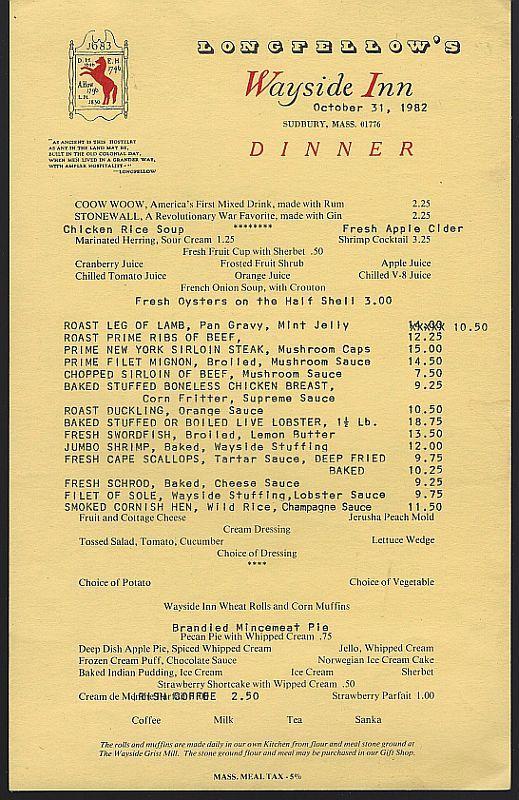 1683
D. H. E. H
1716 1746
A. How
1796
L. H.
1830
LONGFELLOW'S
Wayside Inn
October 31, 1982
SUDBURY, MASS. 01776
DINNER
"AS ANCIENT IS THIS HOSTELRY
AS ANY IN THE LAND MAY BE,
BUILT IN THE OLD COLONIAL DAY,
WHEN MEN LIVED IN A GRANDER WAY,
WITH AMPLER HOSPITALITY."
—LONGFELLOW
COOW WOOW, America's First Mixed Drink, made with Rum 2.25
STONEWALL, A Revolutionary War Favorite, made with Gin 2.25
Chicken Rice Soup ******** Fresh Apple Cider
Marinated Herring, Sour Cream 1.25 Shrimp Cocktail 3.25
Fresh Fruit Cup with Sherbet .50
Cranberry Juice Frosted Fruit Shrub Apple Juice
Chilled Tomato Juice Orange Juice Chilled V-8 Juice
French Onion Soup, with Crouton
Fresh Oysters on the Half Shell 3.00
ROAST LEG OF LAMB, Pan Gravy, Mint Jelly 10.50
ROAST PRIME RIBS OF BEEF, 12.25
PRIME NEW YORK SIRLOIN STEAK, Mushroom Caps 15.00
PRIME FILET MIGNON, Broiled, Mushroom Sauce 14.50
CHOPPED SIRLOIN OF BEEF, Mushroom Sauce 7.50
BAKED STUFFED BONELESS CHICKEN BREAST, 9.25
Corn Fritter, Supreme Sauce
ROAST DUCKLING, Orange Sauce 10.50
BAKED STUFFED OR BOILED LIVE LOBSTER, 1½ Lb. 18.75
FRESH SWORDFISH, Broiled, Lemon Butter 13.50
JUMBO SHRIMP, Baked, Wayside Stuffing 12.00
FRESH CAPE SCALLOPS, Tartar Sauce, DEEP FRIED 9.75
BAKED 10.25
FRESH SCHROD, Baked, Cheese Sauce 9.25
FILET OF SOLE, Wayside Stuffing,Lobster Sauce 9.75
SMOKED CORNISH HEN, Wild Rice, Champagne Sauce 11.50
Fruit and Cottage Cheese Jerusha Peach Mold
Cream Dressing
Tossed Salad, Tomato, Cucumber Lettuce Wedge
Choice of Dressing
****
Choice of Potato Choice of Vegetable
Wayside Inn Wheat Rolls and Corn Muffins
Brandied Mincemeat Pie
Pecan Pie with Whipped Cream .75
Deep Dish Apple Pie, Spiced Whipped Cream Jello, Whipped Cream
Frozen Cream Puff, Chocolate Sauce Norwegian Ice Cream Cake
Baked Indian Pudding, Ice Cream Ice Cream Sherbet
Strawberry Shortcake with Wipped Cream .50
Cream de IRISH COFFEE 2.50 Strawberry Parfait 1.00
Coffee Milk Tea Sanka
The rolls and muffins are made daily in our own Kitchen from flour and meal stone ground at
The Wayside Grist Mill. The stone ground flour and meal may be purchased in our Gift Shop.
MASS. MEAL TAX - 5%